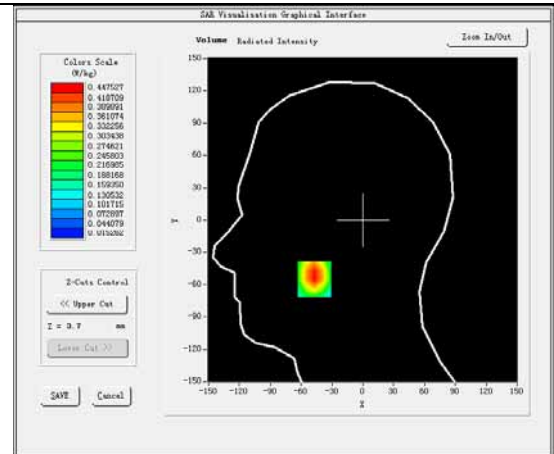 SAR Visualisation Graphical Interface
Volume Radiated Intensity
Zoom In/Out
Colors Scale
(W/kg)
0.447527
0.418709
0.389891
0.361074
0.332256
0.303438
0.274621
0.245803
0.216985
0.188168
0.159350
0.130532
0.101715
0.072897
0.044079
0.015262
150
120
90
60
30
0
-30
-60
-90
-120
-150
Y
-150 -120 -90 -60 -30 0 30 60 90 120 150
X
Z-Cuts Control
<< Upper Cut
Z = 3.7 mm
Lower Cut >>
SAVE Cancel